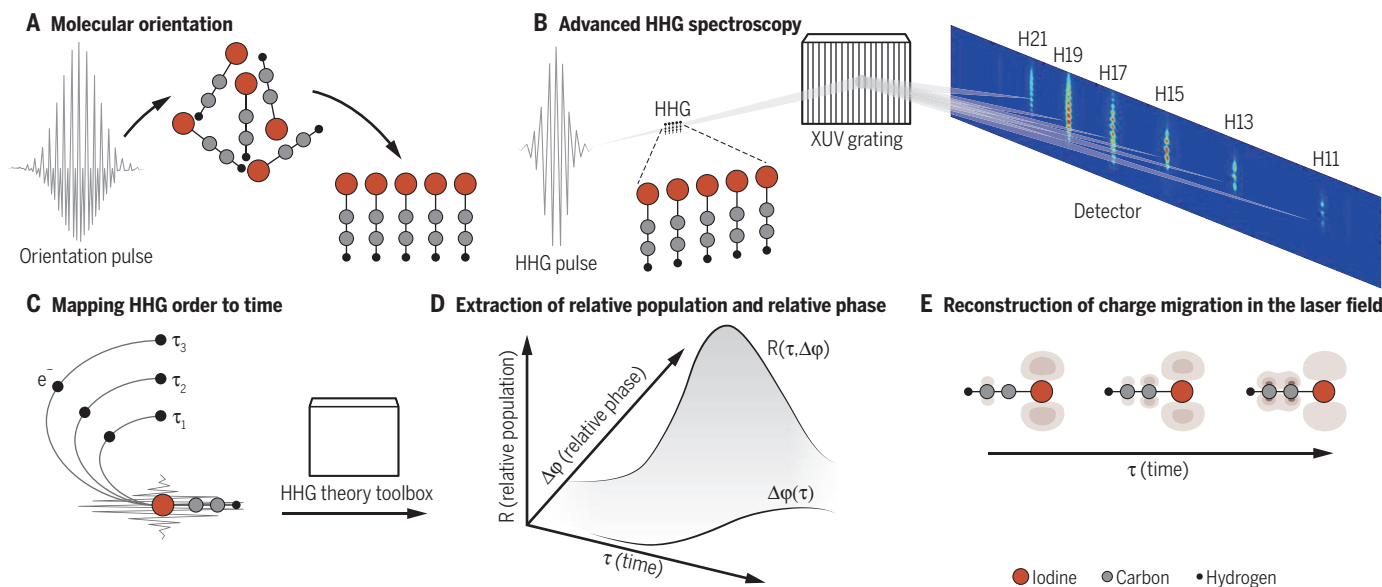 A Molecular orientation
Orientation pulse
B Advanced HHG spectroscopy
HHG pulse
HHG
XUV grating
H21
H19
H17
H15
H13
H11
Detector
C Mapping HHG order to time
e⁻
τ₃
τ₂
τ₁
HHG theory toolbox
D Extraction of relative population and relative phase
R (relative population)
Δφ (relative phase)
R(τ,Δφ)
Δφ(τ)
τ (time)
E Reconstruction of charge migration in the laser field
τ (time)
Iodine
Carbon
Hydrogen